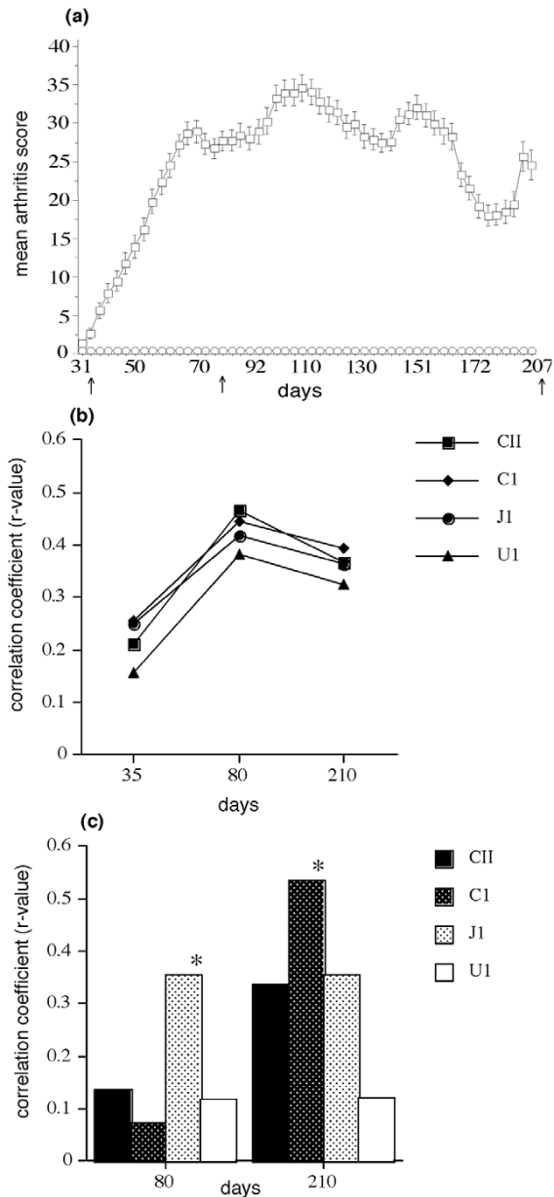 (a)
mean arthritis score
40
35
30
25
20
15
10
5
0
31 50 70 92 110 130 151 172 207
↑ ↑ days ↑
(b)
correlation coefficient (r-value)
0.6
0.5
0.4
0.3
0.2
0.1
0
35 80 210
days
CII
C1
J1
U1
(c)
correlation coefficient (r-value)
0.6
0.5
0.4
0.3
0.2
0.1
0
*
*
80 210
days
CII
C1
J1
U1